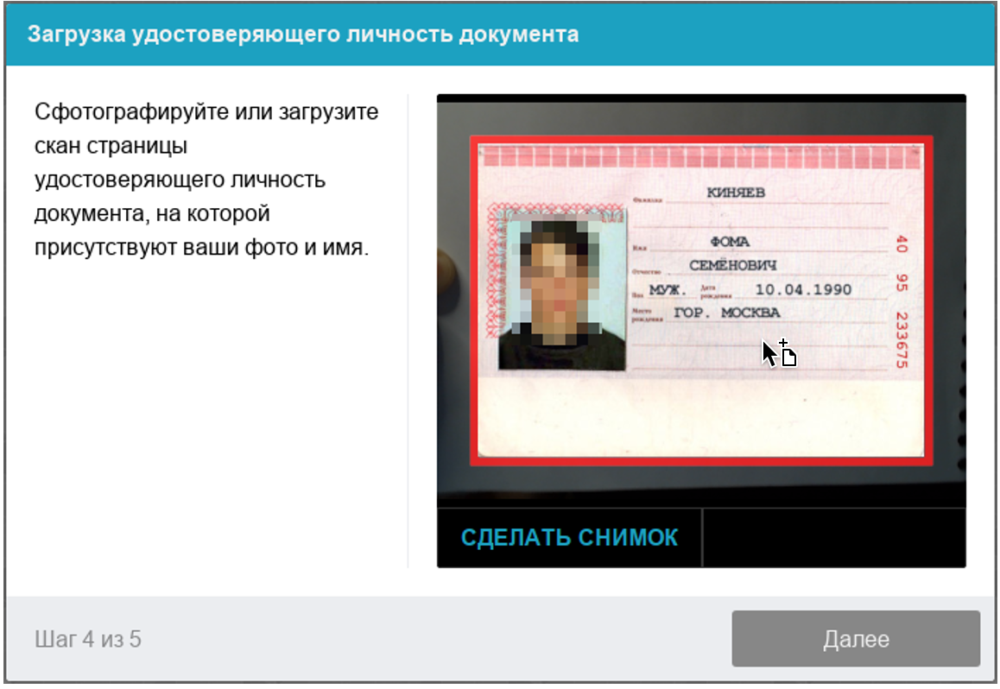 Загрузка удостоверяющего личность документа
Сфотографируйте или загрузите
скан страницы
удостоверяющего личность
документа, на которой
присутствуют ваши фото и имя.
Фамилия КИНЯЕВ
Имя ФОМА
Отчество СЕМЁНОВИЧ
Пол МУЖ. Дата рождения 10.04.1990
Место рождения ГОР. МОСКВА
40 95 233675
СДЕЛАТЬ СНИМОК
Шаг 4 из 5
Далее